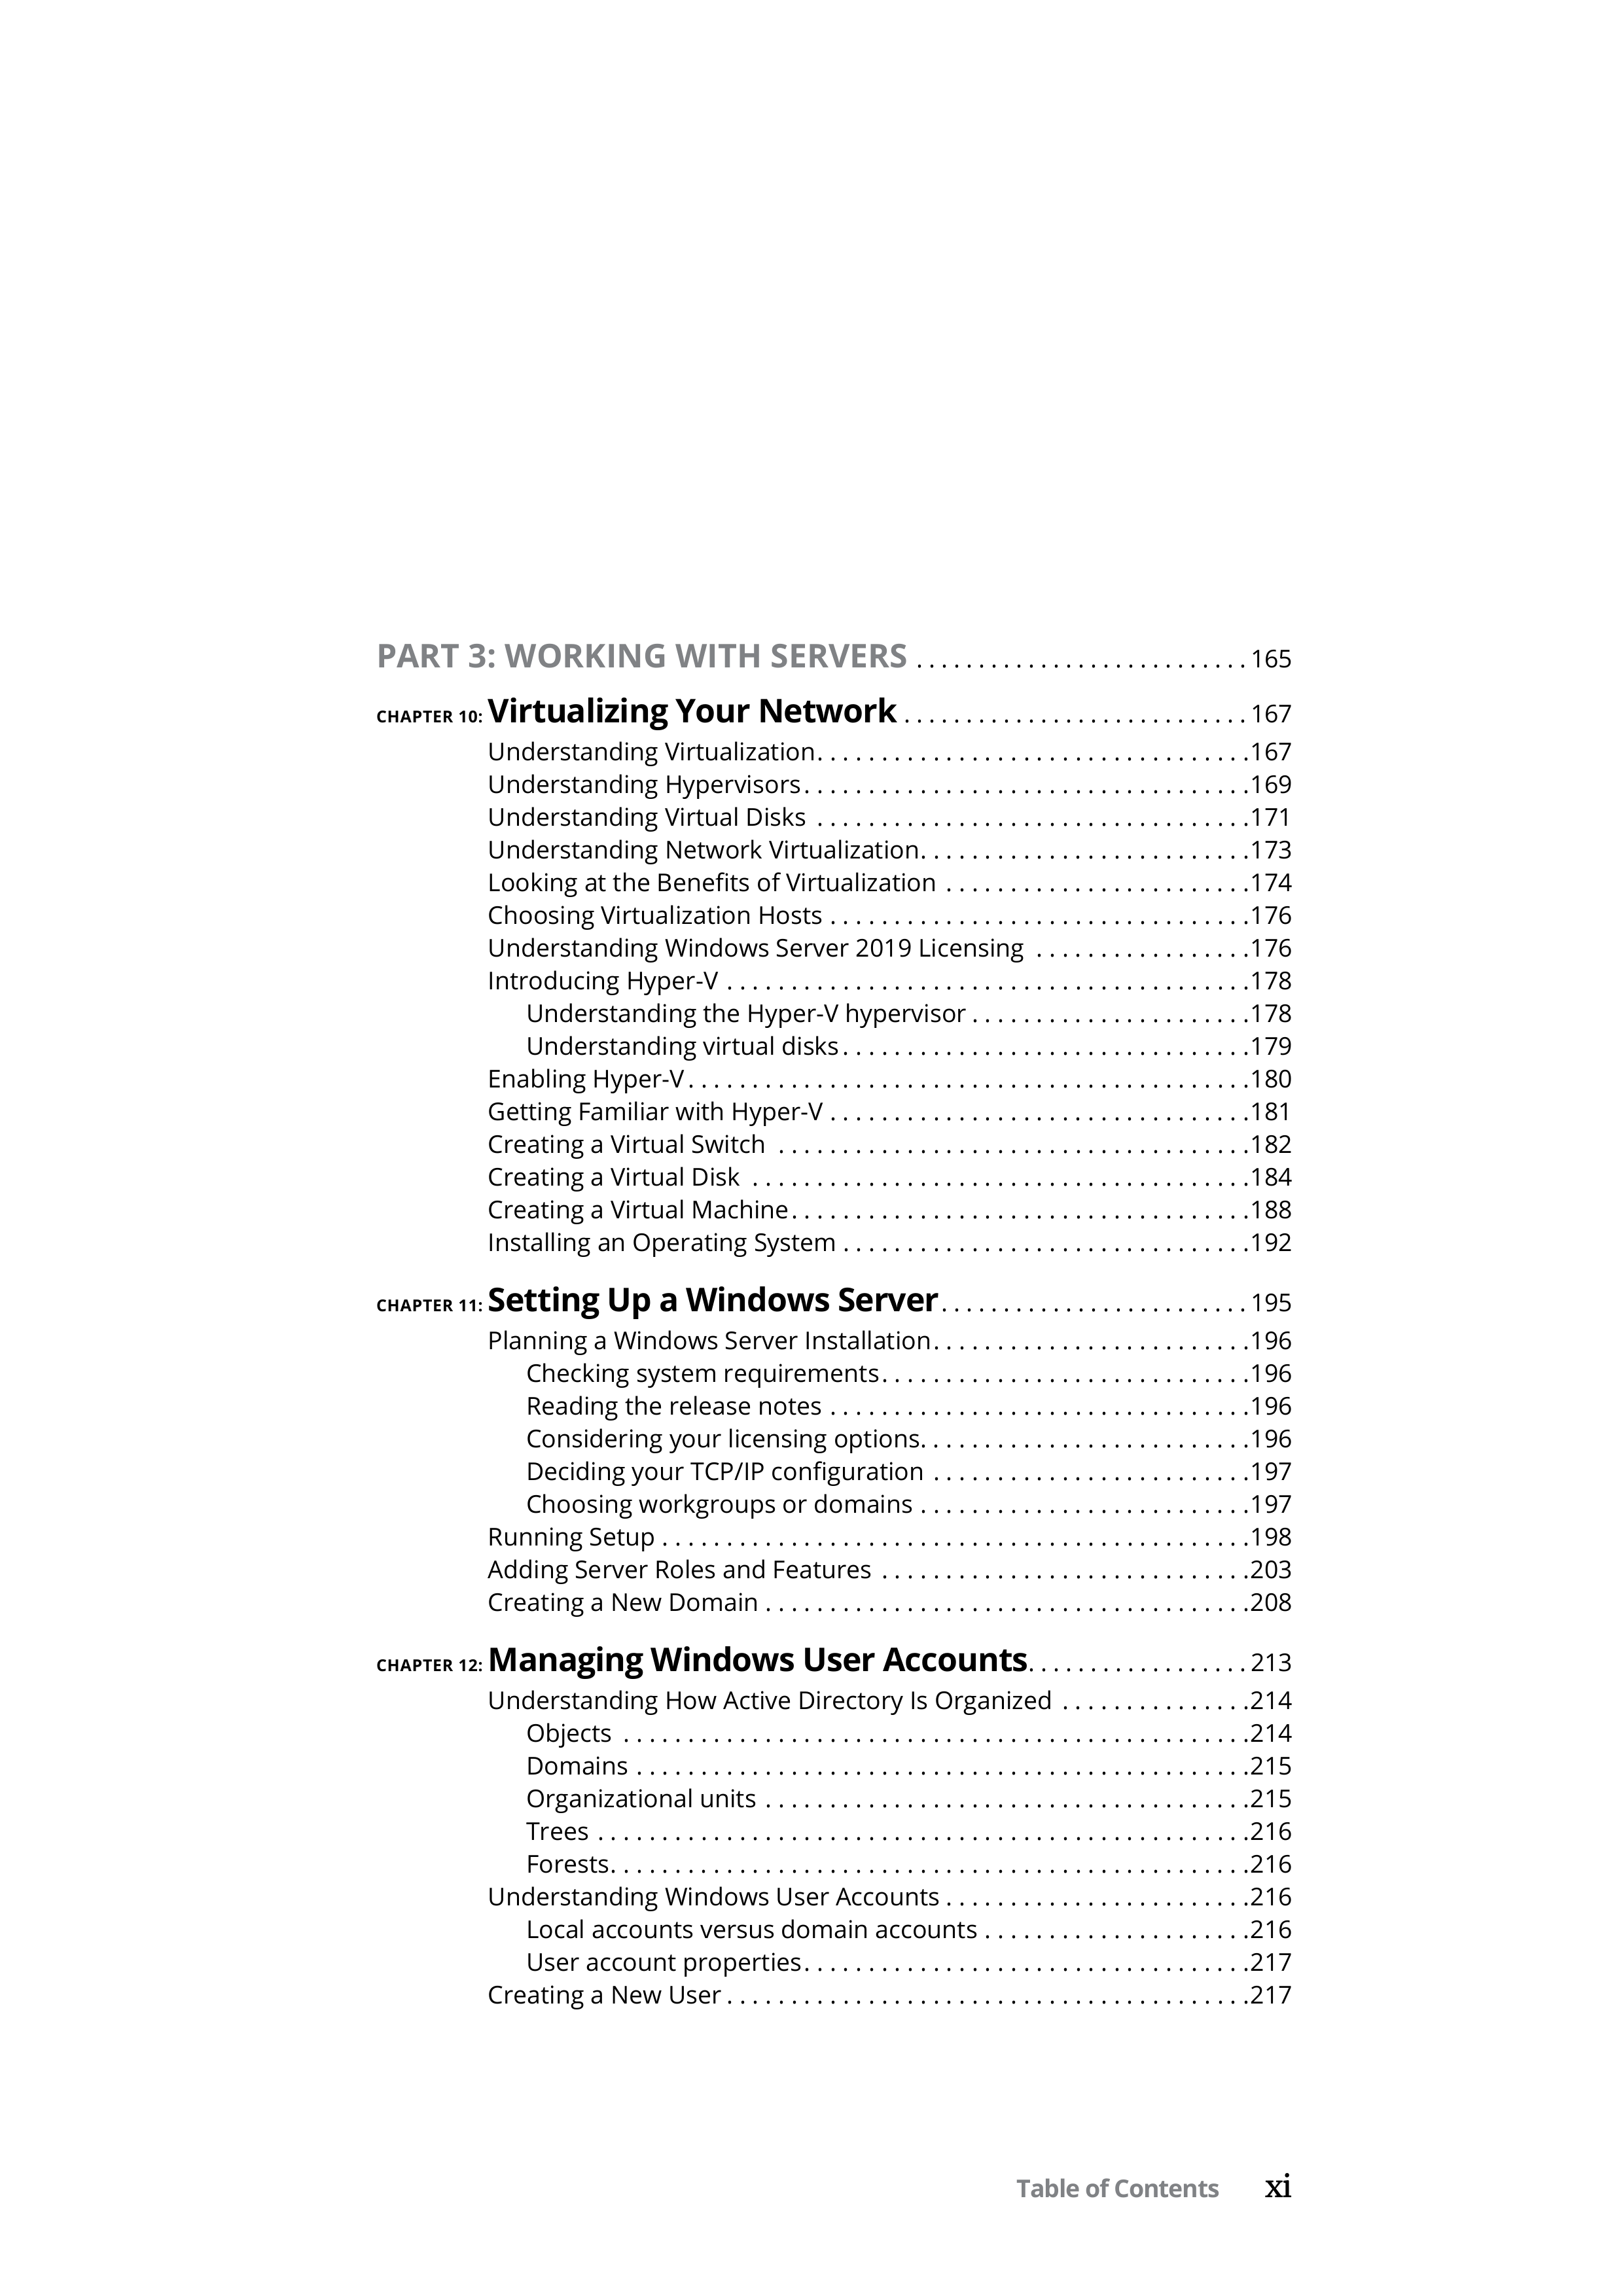 PART 3: WORKING WITH SERVERS . . . . . . . . . . . . . . . . . . . . . . . . . . . 165
CHAPTER 10: Virtualizing Your Network . . . . . . . . . . . . . . . . . . . . . . . . . . . . 167
Understanding Virtualization. . . . . . . . . . . . . . . . . . . . . . . . . . . . . . . . . .167
Understanding Hypervisors. . . . . . . . . . . . . . . . . . . . . . . . . . . . . . . . . . .169
Understanding Virtual Disks . . . . . . . . . . . . . . . . . . . . . . . . . . . . . . . . . .171
Understanding Network Virtualization. . . . . . . . . . . . . . . . . . . . . . . . . .173
Looking at the Benefits of Virtualization . . . . . . . . . . . . . . . . . . . . . . . .174
Choosing Virtualization Hosts . . . . . . . . . . . . . . . . . . . . . . . . . . . . . . . . .176
Understanding Windows Server 2019 Licensing . . . . . . . . . . . . . . . . .176
Introducing Hyper-V . . . . . . . . . . . . . . . . . . . . . . . . . . . . . . . . . . . . . . . . .178
Understanding the Hyper-V hypervisor . . . . . . . . . . . . . . . . . . . . . .178
Understanding virtual disks. . . . . . . . . . . . . . . . . . . . . . . . . . . . . . . .179
Enabling Hyper-V. . . . . . . . . . . . . . . . . . . . . . . . . . . . . . . . . . . . . . . . . . . .180
Getting Familiar with Hyper-V . . . . . . . . . . . . . . . . . . . . . . . . . . . . . . . . .181
Creating a Virtual Switch . . . . . . . . . . . . . . . . . . . . . . . . . . . . . . . . . . . . .182
Creating a Virtual Disk . . . . . . . . . . . . . . . . . . . . . . . . . . . . . . . . . . . . . . .184
Creating a Virtual Machine. . . . . . . . . . . . . . . . . . . . . . . . . . . . . . . . . . . .188
Installing an Operating System . . . . . . . . . . . . . . . . . . . . . . . . . . . . . . . .192
CHAPTER 11: Setting Up a Windows Server. . . . . . . . . . . . . . . . . . . . . . . . . 195
Planning a Windows Server Installation. . . . . . . . . . . . . . . . . . . . . . . . .196
Checking system requirements. . . . . . . . . . . . . . . . . . . . . . . . . . . . .196
Reading the release notes . . . . . . . . . . . . . . . . . . . . . . . . . . . . . . . . .196
Considering your licensing options. . . . . . . . . . . . . . . . . . . . . . . . . .196
Deciding your TCP/IP configuration . . . . . . . . . . . . . . . . . . . . . . . . .197
Choosing workgroups or domains . . . . . . . . . . . . . . . . . . . . . . . . . .197
Running Setup . . . . . . . . . . . . . . . . . . . . . . . . . . . . . . . . . . . . . . . . . . . . . .198
Adding Server Roles and Features . . . . . . . . . . . . . . . . . . . . . . . . . . . . .203
Creating a New Domain . . . . . . . . . . . . . . . . . . . . . . . . . . . . . . . . . . . . . .208
CHAPTER 12: Managing Windows User Accounts. . . . . . . . . . . . . . . . . . 213
Understanding How Active Directory Is Organized . . . . . . . . . . . . . . .214
Objects . . . . . . . . . . . . . . . . . . . . . . . . . . . . . . . . . . . . . . . . . . . . . . . . .214
Domains . . . . . . . . . . . . . . . . . . . . . . . . . . . . . . . . . . . . . . . . . . . . . . . .215
Organizational units . . . . . . . . . . . . . . . . . . . . . . . . . . . . . . . . . . . . . .215
Trees . . . . . . . . . . . . . . . . . . . . . . . . . . . . . . . . . . . . . . . . . . . . . . . . . . .216
Forests. . . . . . . . . . . . . . . . . . . . . . . . . . . . . . . . . . . . . . . . . . . . . . . . . .216
Understanding Windows User Accounts . . . . . . . . . . . . . . . . . . . . . . . .216
Local accounts versus domain accounts . . . . . . . . . . . . . . . . . . . . .216
User account properties. . . . . . . . . . . . . . . . . . . . . . . . . . . . . . . . . . .217
Creating a New User . . . . . . . . . . . . . . . . . . . . . . . . . . . . . . . . . . . . . . . . .217
Table of Contents xi